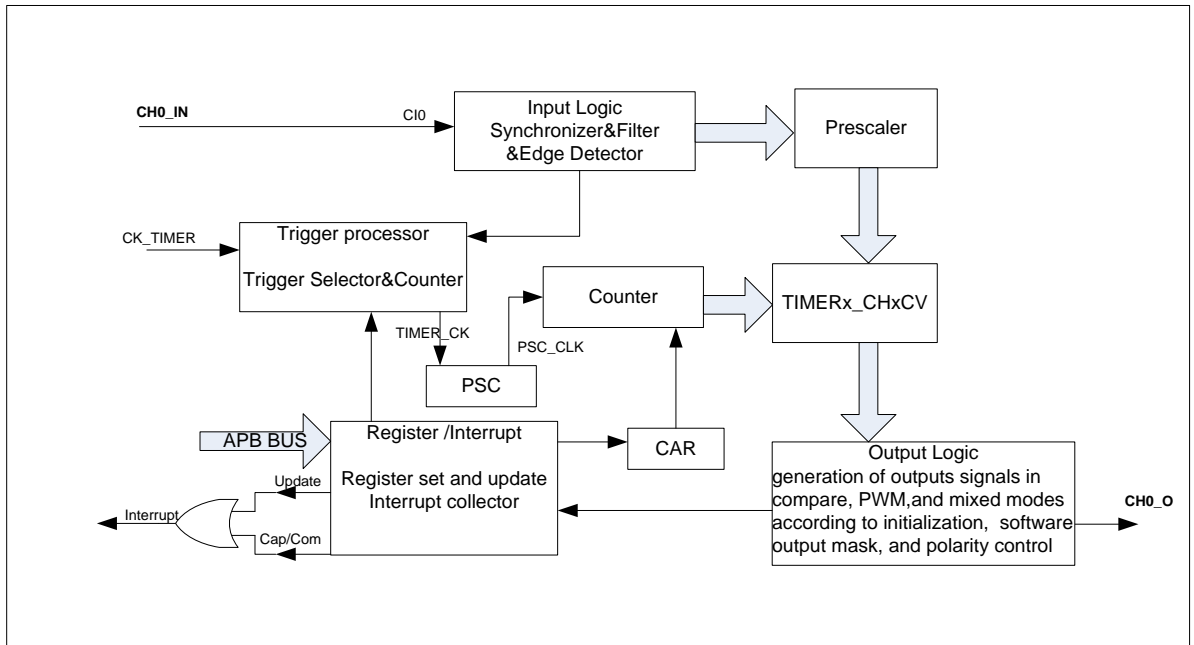 CH0_IN
CI0
Input Logic
Synchronizer&Filter
&Edge Detector
Prescaler
CK_TIMER
Trigger processor
Trigger Selector&Counter
Counter
TIMERx_CHxCV
TIMER_CK
PSC_CLK
PSC
APB BUS
Register /Interrupt
Register set and update
Interrupt collector
CAR
Output Logic
generation of outputs signals in
compare, PWM,and mixed modes
according to initialization, software
output mask, and polarity control
CH0_O
Update
Interrupt
Cap/Com